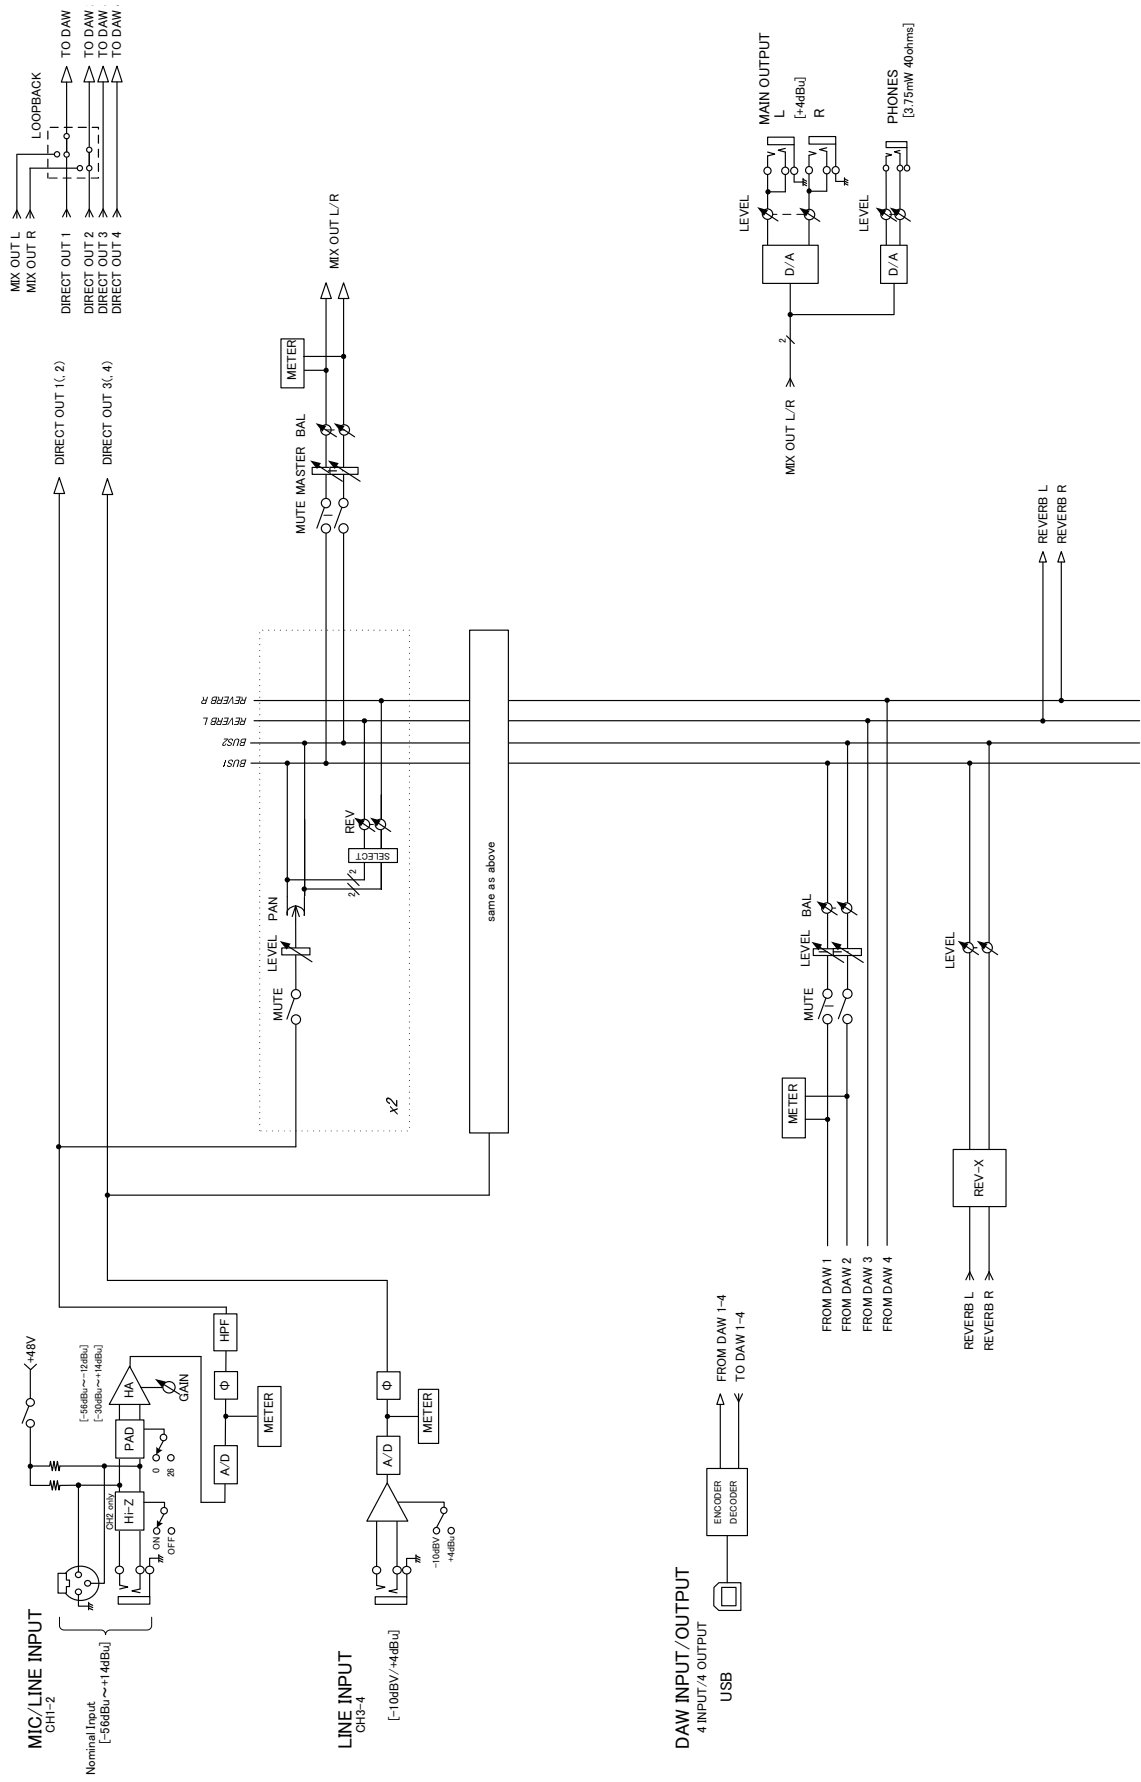 MIC/LINE INPUT
CH1-2
Nominal Input
[-56dBu～+14dBu]
+48V
CH2 only
Hi-Z
ON
OFF
PAD
0
26
[-56dBu～-12dBu]
[-30dBu～+14dBu]
HA
GAIN
A/D
METER
Φ
HPF
LINE INPUT
CH3-4
[-10dBV/+4dBu]
-10dBV
+4dBu
A/D
METER
Φ
DAW INPUT/OUTPUT
4 INPUT/4 OUTPUT
USB
ENCODER
DECODER
FROM DAW 1-4
TO DAW 1-4
DIRECT OUT 1(, 2)
DIRECT OUT 3(, 4)
MUTE
LEVEL
PAN
2
2
SELECT
REV
x2
BUS1
BUS2
REVERB L
REVERB R
same as above
MUTE MASTER BAL
METER
MIX OUT L/R
FROM DAW 1
FROM DAW 2
FROM DAW 3
FROM DAW 4
METER
MUTE
LEVEL
BAL
REVERB L
REVERB R
REV-X
LEVEL
REVERB L
REVERB R
MIX OUT L
MIX OUT R
DIRECT OUT 1
DIRECT OUT 2
DIRECT OUT 3
DIRECT OUT 4
LOOPBACK
TO DAW
TO DAW
TO DAW
TO DAW
MIX OUT L/R
2
D/A
LEVEL
MAIN OUTPUT
L
[+4dBu]
R
D/A
LEVEL
PHONES
[3.75mW 40ohms]